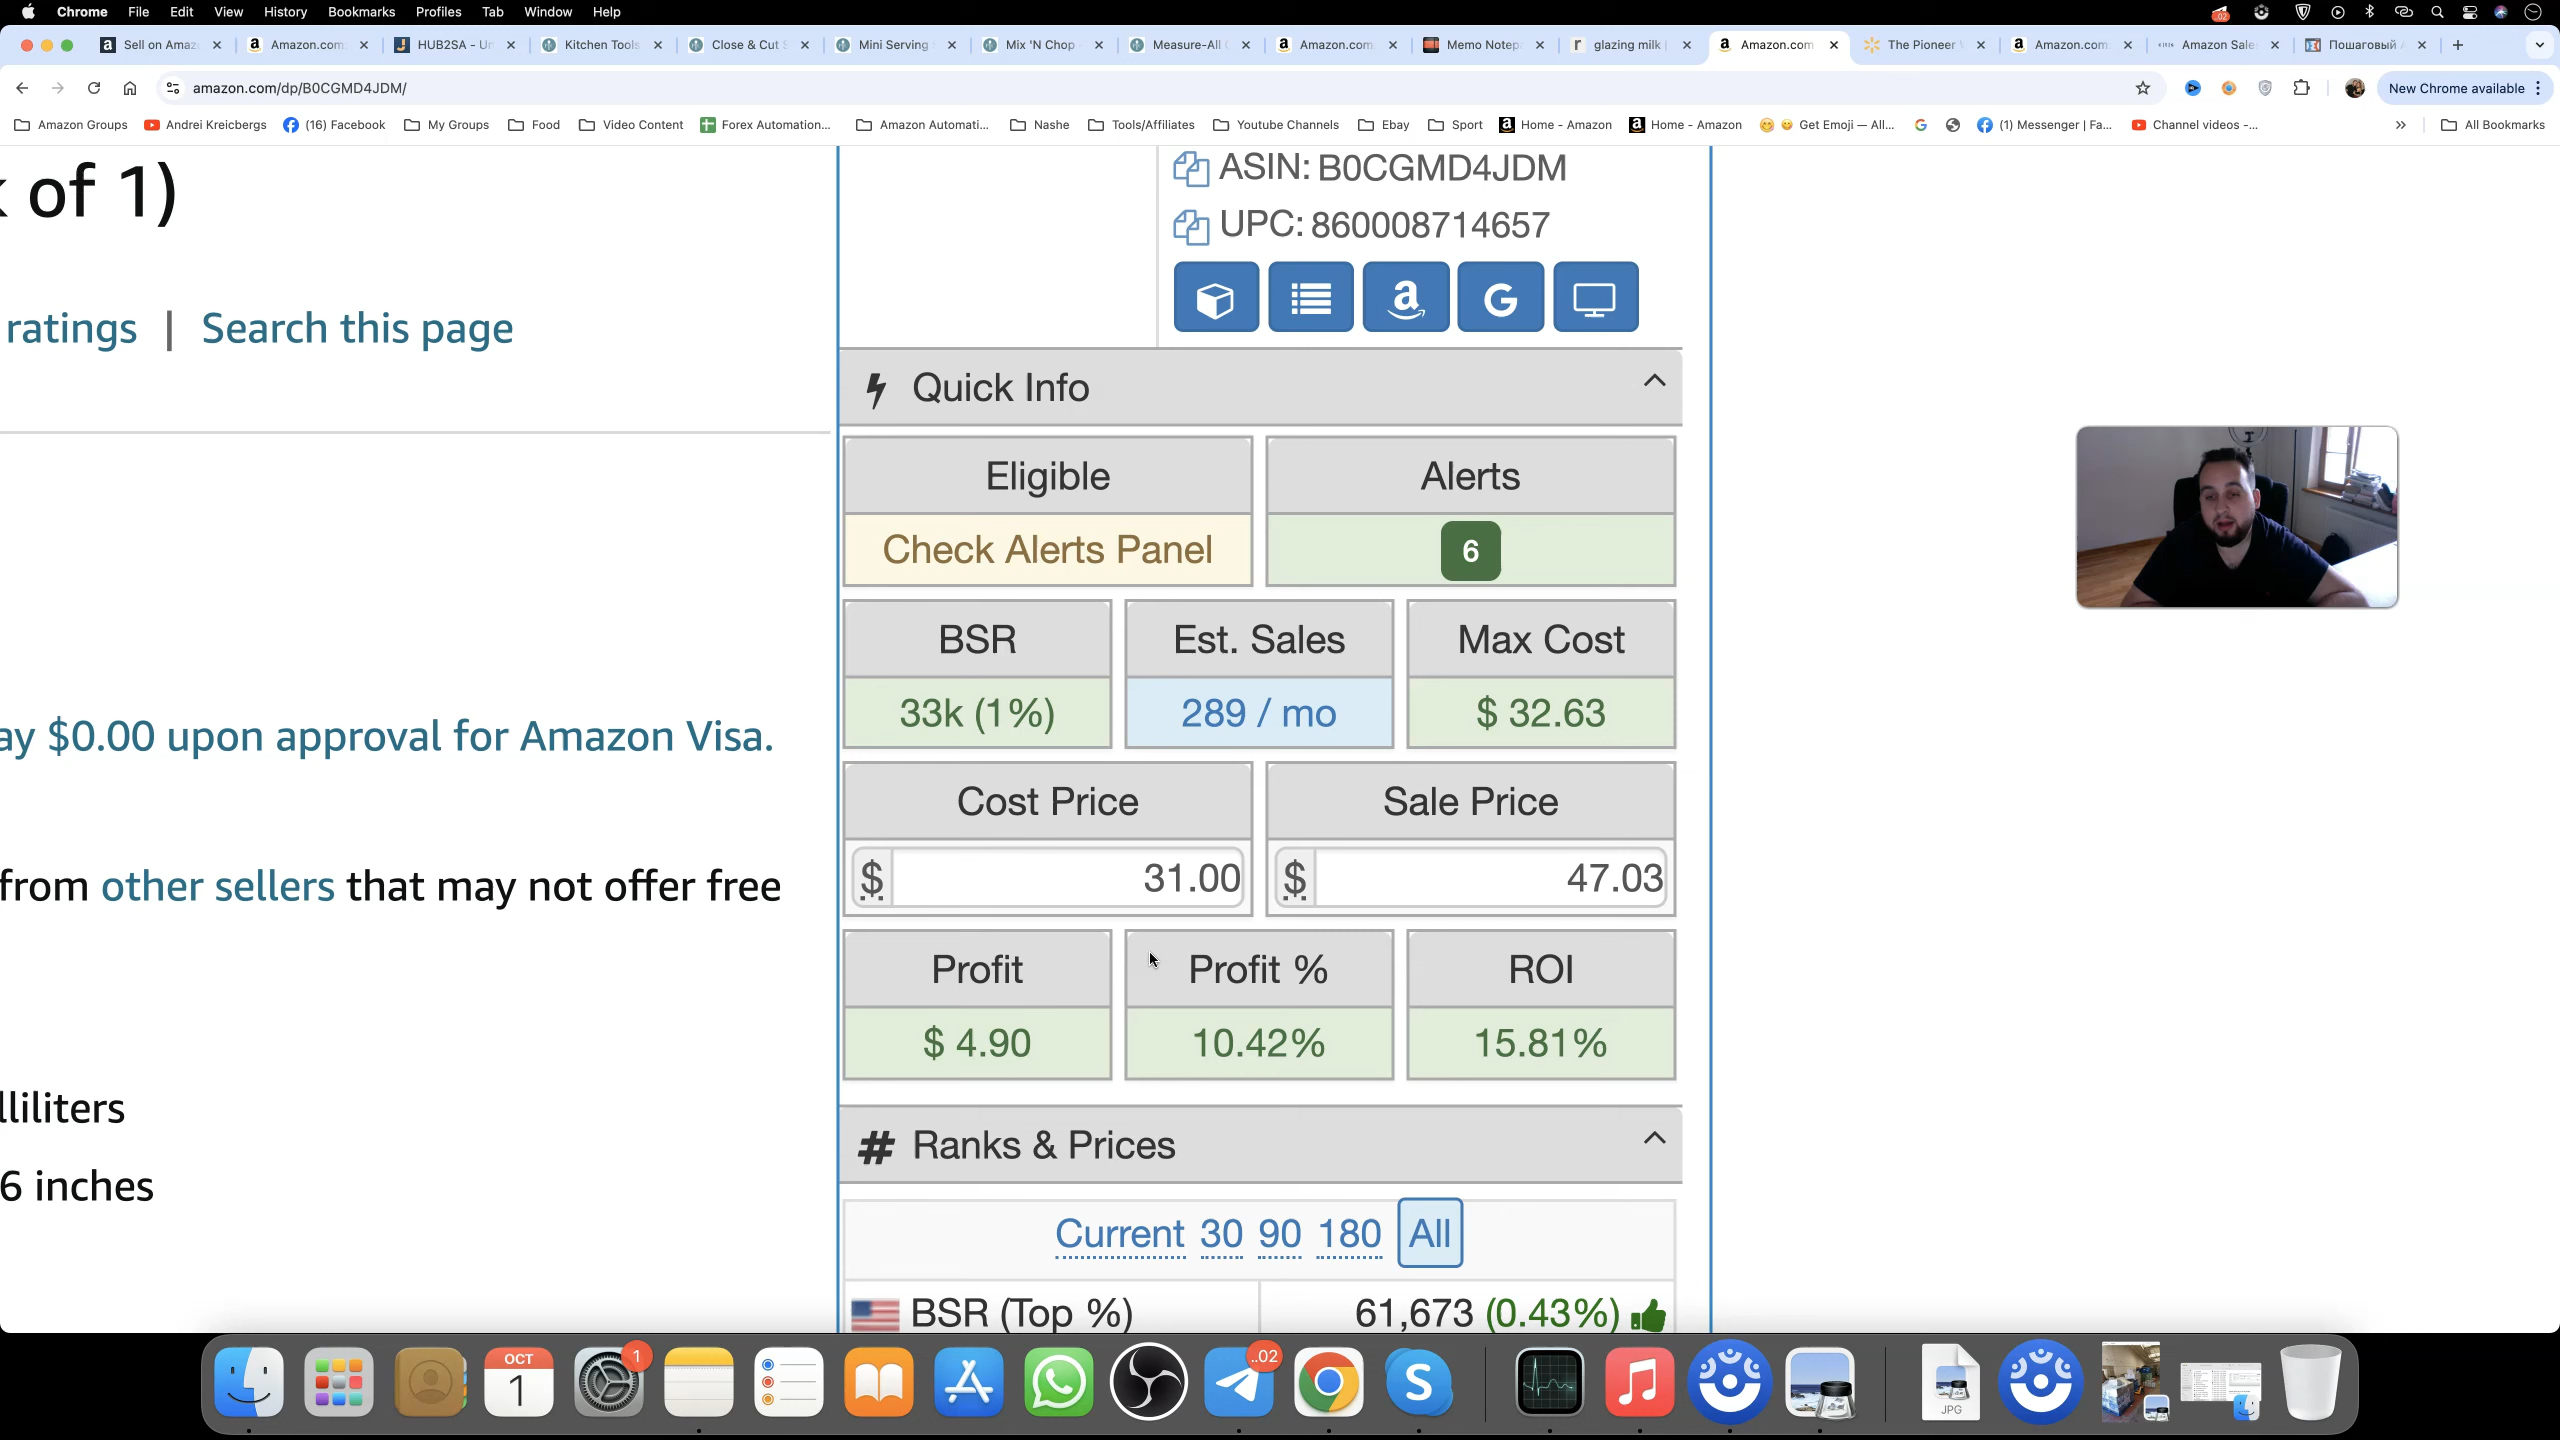 Chrome File Edit View History Bookmarks Profiles Tab Window Help
Sell on Amaz Amazon.com HUB2SA - Un Kitchen Tools Close & Cut S Mini Serving Mix 'N Chop Measure-All C Amazon.com Memo Notep glazing milk Amazon.com The Pioneer W Amazon.com Amazon Sale Пошаговый
amazon.com/dp/B0CGMD4JDM/
New Chrome available
Amazon Groups Andrei Kreicbergs (16) Facebook My Groups Food Video Content Forex Automation... Amazon Automati... Nashe Tools/Affiliates Youtube Channels Ebay Sport Home - Amazon Home - Amazon Get Emoji — All... (1) Messenger | Fa... Channel videos -... All Bookmarks
of 1)
ratings | Search this page
ay $0.00 upon approval for Amazon Visa.
from other sellers that may not offer free
lliliters
6 inches
ASIN: B0CGMD4JDM
UPC: 860008714657
Quick Info
Eligible Alerts
Check Alerts Panel 6
BSR Est. Sales Max Cost
33k (1%) 289 / mo $ 32.63
Cost Price Sale Price
$ 31.00 $ 47.03
Profit Profit % ROI
$ 4.90 10.42% 15.81%
# Ranks & Prices
Current 30 90 180 All
BSR (Top %) 61,673 (0.43%)
OCT
1
1
..02
JPG